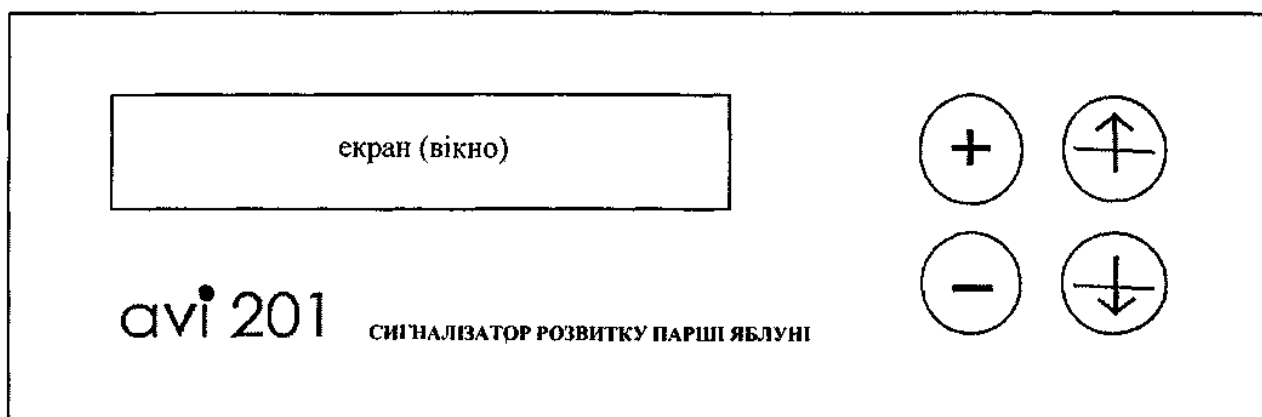 екран (вікно)
+
−
avi 201 СИГНАЛІЗАТОР РОЗВИТКУ ПАРШІ ЯБЛУНІ